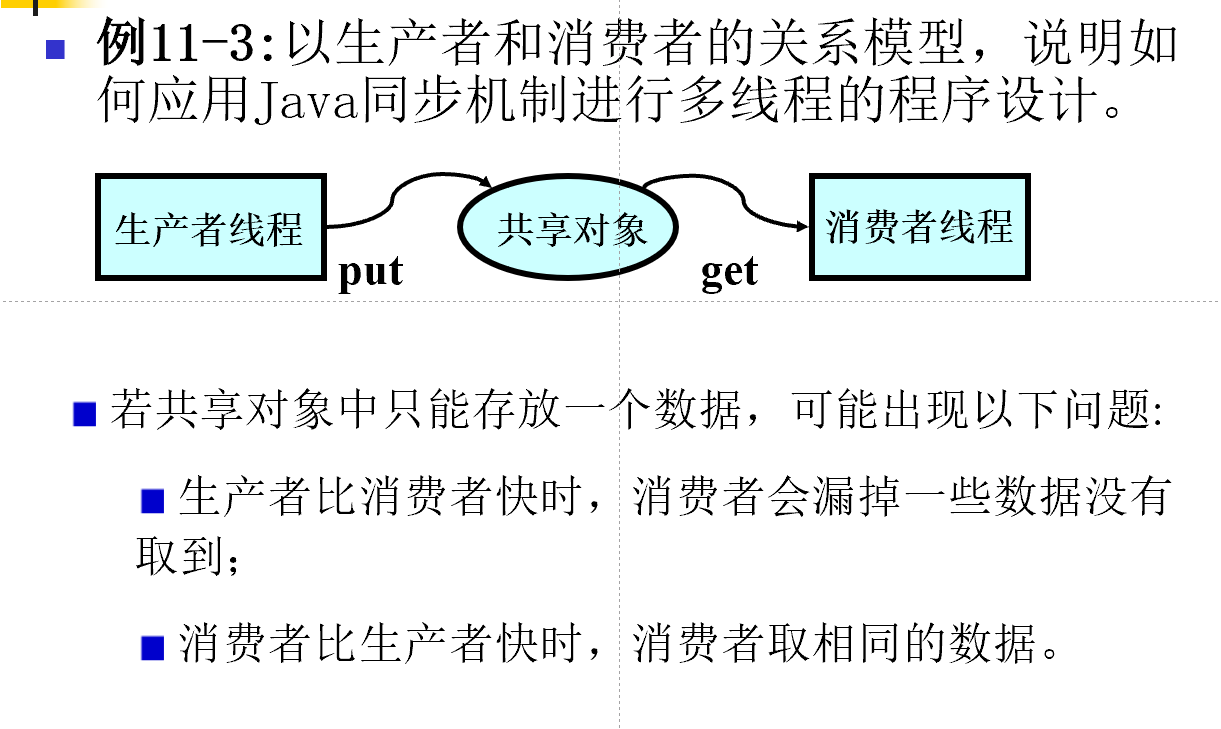 例11-3:以生产者和消费者的关系模型，说明如
何应用Java同步机制进行多线程的程序设计。
生产者线程
共享对象
消费者线程
put
get
若共享对象中只能存放一个数据，可能出现以下问题:
生产者比消费者快时，消费者会漏掉一些数据没有
取到;
消费者比生产者快时，消费者取相同的数据。